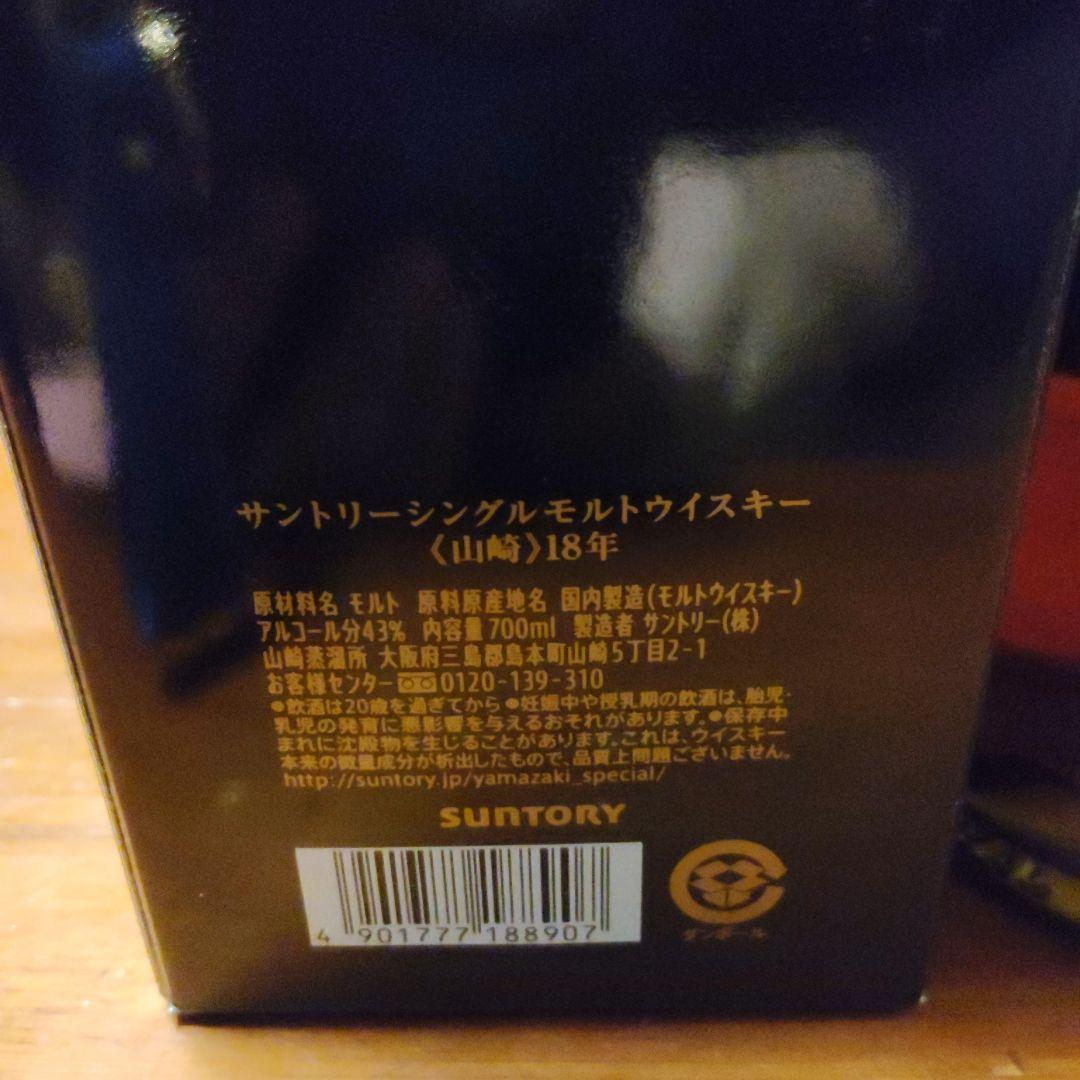 サントリーシングルモルトウイスキー
《山崎》18年
原材料名 モルト 原料原産地名 国内製造(モルトウイスキー)
アルコール分43% 内容量700ml 製造者 サントリー(株)
山崎蒸溜所 大阪府三島郡島本町山崎5丁目2-1
お客様センター 0120-139-310
●飲酒は20歳を過ぎてから ●妊娠中や授乳期の飲酒は、胎児・
乳児の発育に悪影響を与えるおそれがあります。●保存中
まれに沈殿物を生じることがあります。これは、ウイスキー
本来の微量成分が析出したもので、品質上問題ございません。
http://suntory.jp/yamazaki_special/
SUNTORY
4 901777 188907
ダンボール